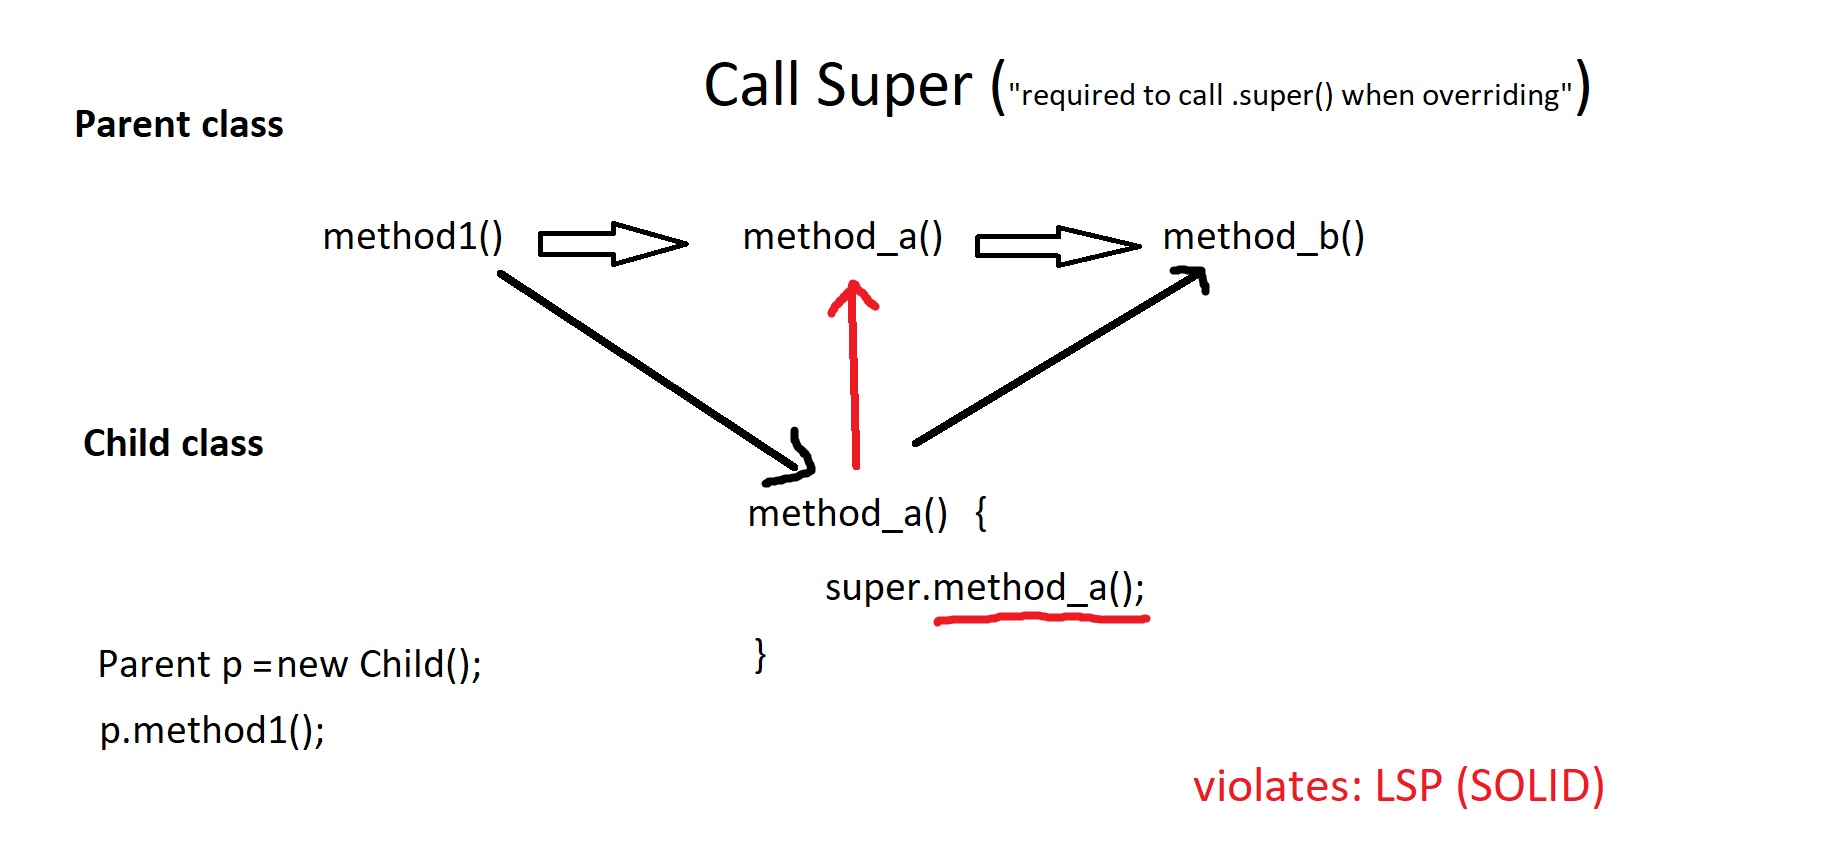 Call Super ("required to call .super() when overriding")
Parent class
method1() method_a() method_b()
Child class
method_a() {
super.method_a();
}
Parent p =new Child();
p.method1();
violates: LSP (SOLID)